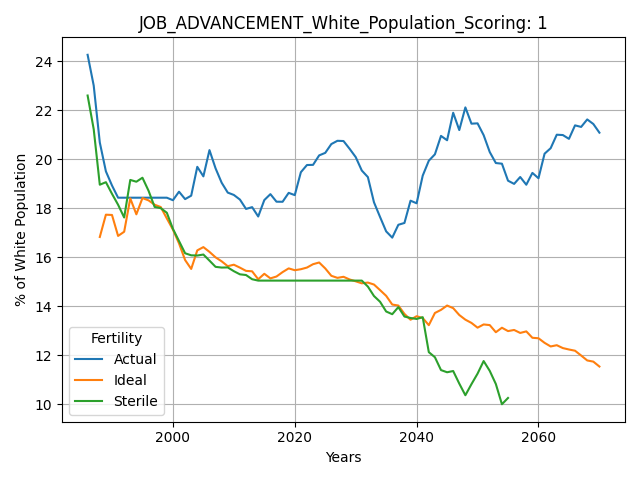 JOB_ADVANCEMENT_White_Population_Scoring: 1
% of White Population
24
22
20
18
16
14
12
10
Fertility
Actual
Ideal
Sterile
2000 2020 2040 2060
Years